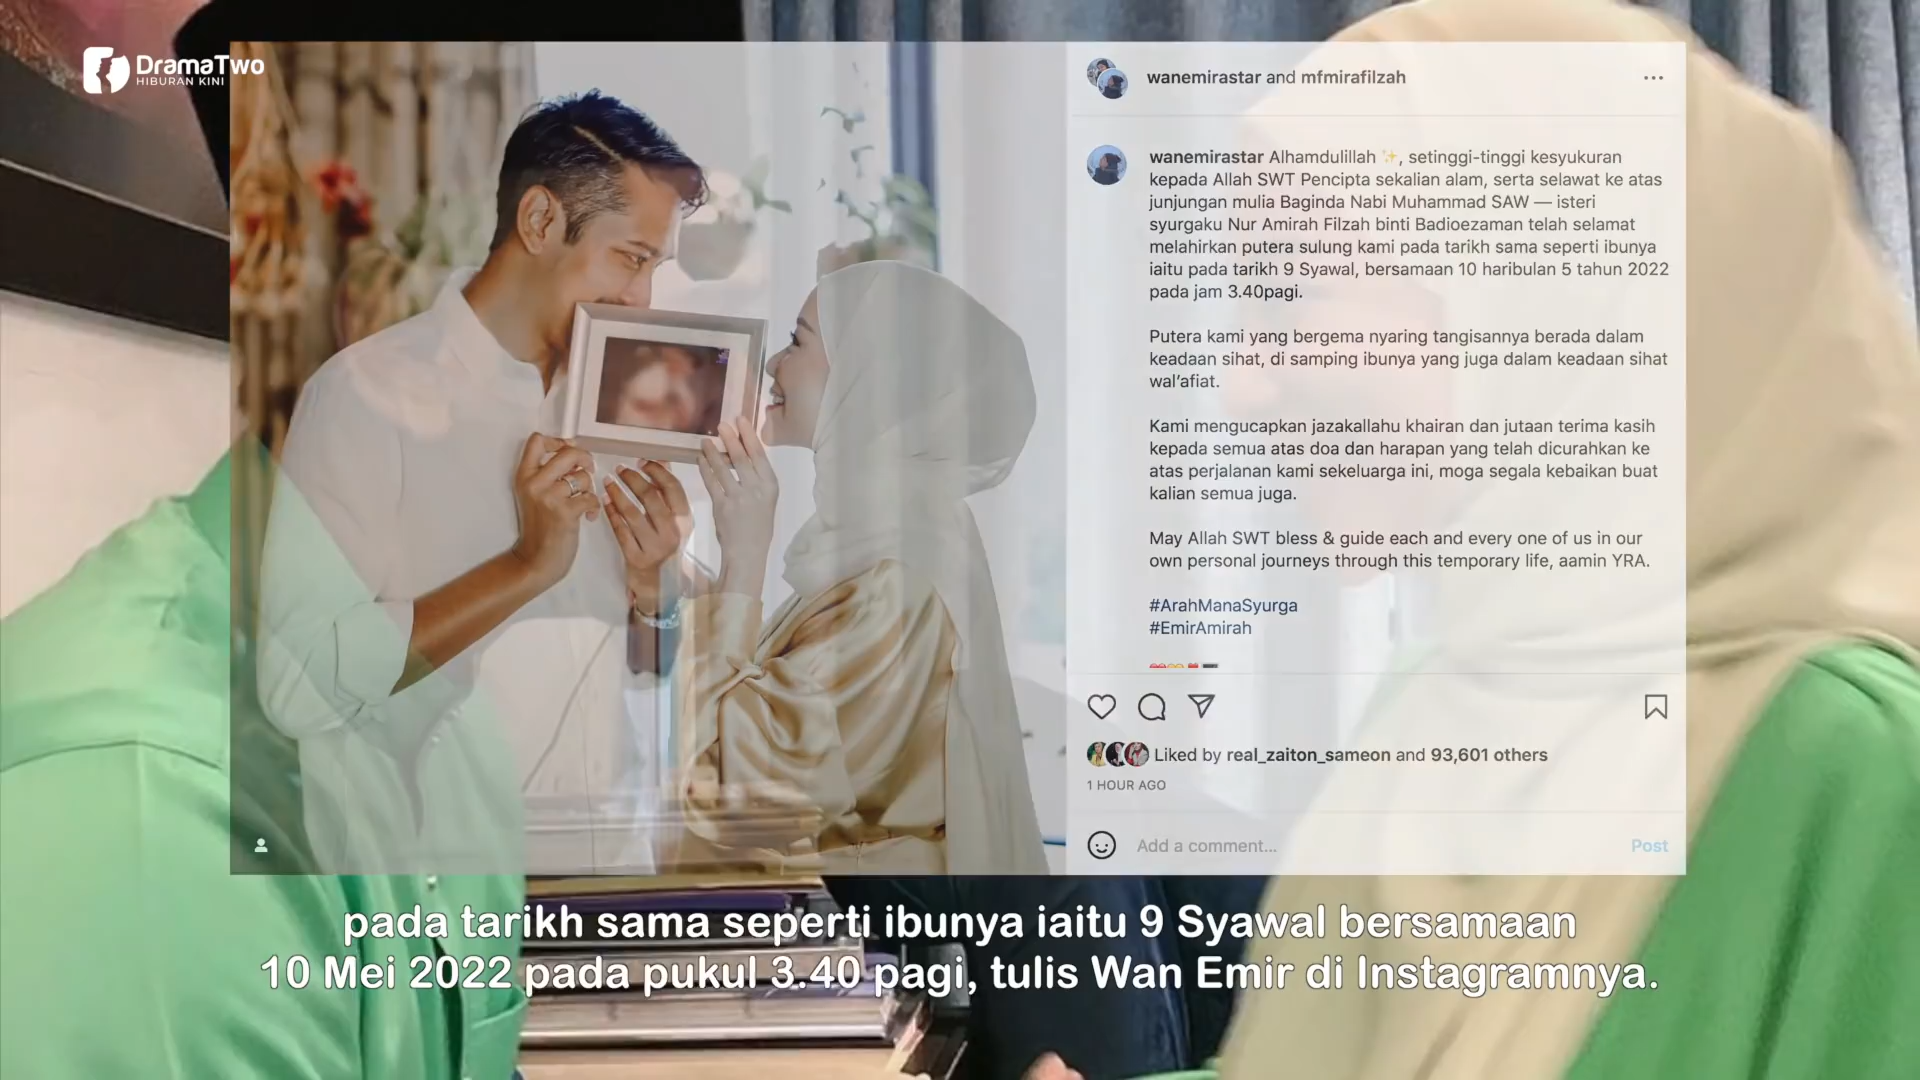 DramaTwo
HIBURAN KINI
wanemirastar and mfmirafilzah
wanemirastar Alhamdulillah ✨, setinggi-tinggi kesyukuran
kepada Allah SWT Pencipta sekalian alam, serta selawat ke atas
junjungan mulia Baginda Nabi Muhammad SAW — isteri
syurgaku Nur Amirah Filzah binti Badioezaman telah selamat
melahirkan putera sulung kami pada tarikh sama seperti ibunya
iaitu pada tarikh 9 Syawal, bersamaan 10 haribulan 5 tahun 2022
pada jam 3.40pagi.
Putera kami yang bergema nyaring tangisannya berada dalam
keadaan sihat, di samping ibunya yang juga dalam keadaan sihat
wal'afiat.
Kami mengucapkan jazakallahu khairan dan jutaan terima kasih
kepada semua atas doa dan harapan yang telah dicurahkan ke
atas perjalanan kami sekeluarga ini, moga segala kebaikan buat
kalian semua juga.
May Allah SWT bless & guide each and every one of us in our
own personal journeys through this temporary life, aamin YRA.
#ArahManaSyurga
#EmirAmirah
Liked by real_zaiton_sameon and 93,601 others
1 HOUR AGO
Add a comment...
Post
pada tarikh sama seperti ibunya iaitu 9 Syawal bersamaan
10 Mei 2022 pada pukul 3.40 pagi, tulis Wan Emir di Instagramnya.